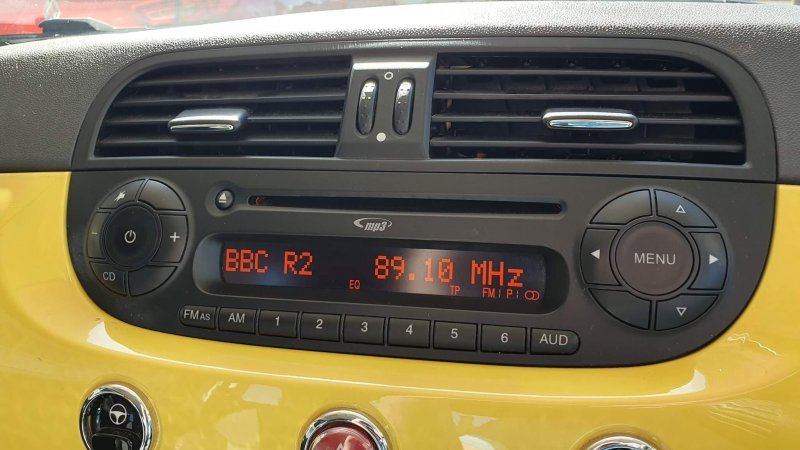 mp3
BBC R2 89.10 MHz
EQ TP FM1 P1
CD
MENU
FMAS AM 1 2 3 4 5 6 AUD